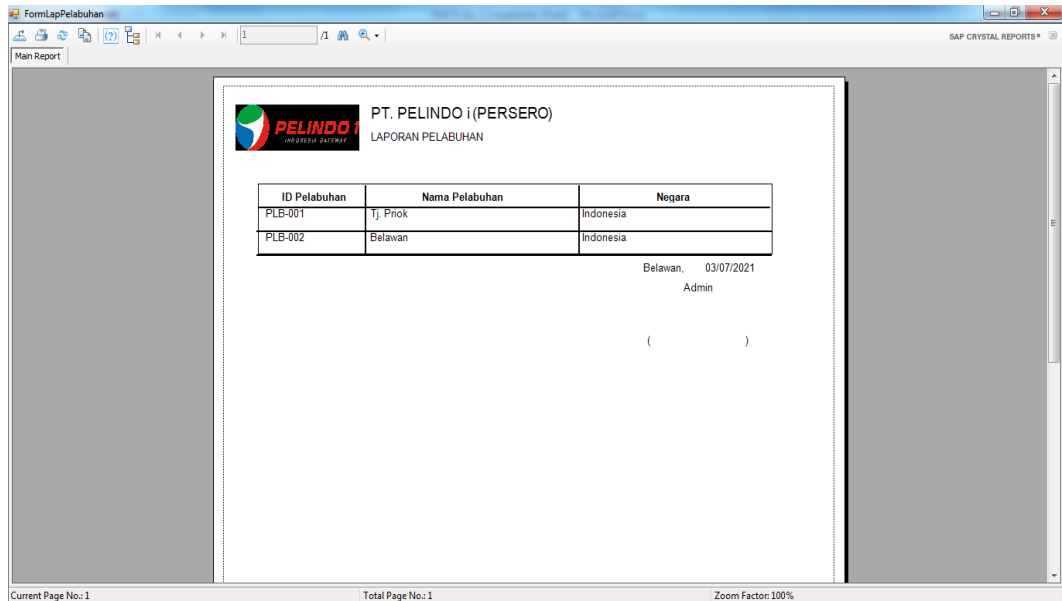 FormLapPelabuhan
1 /1 SAP CRYSTAL REPORTS®
Main Report
PELINDO 1
INDONESIA GATEWAY
PT. PELINDO i (PERSERO)
LAPORAN PELABUHAN
ID Pelabuhan Nama Pelabuhan Negara
PLB-001 Tj. Priok Indonesia
PLB-002 Belawan Indonesia
Belawan, 03/07/2021
Admin
( )
Current Page No.: 1 Total Page No.: 1 Zoom Factor: 100%